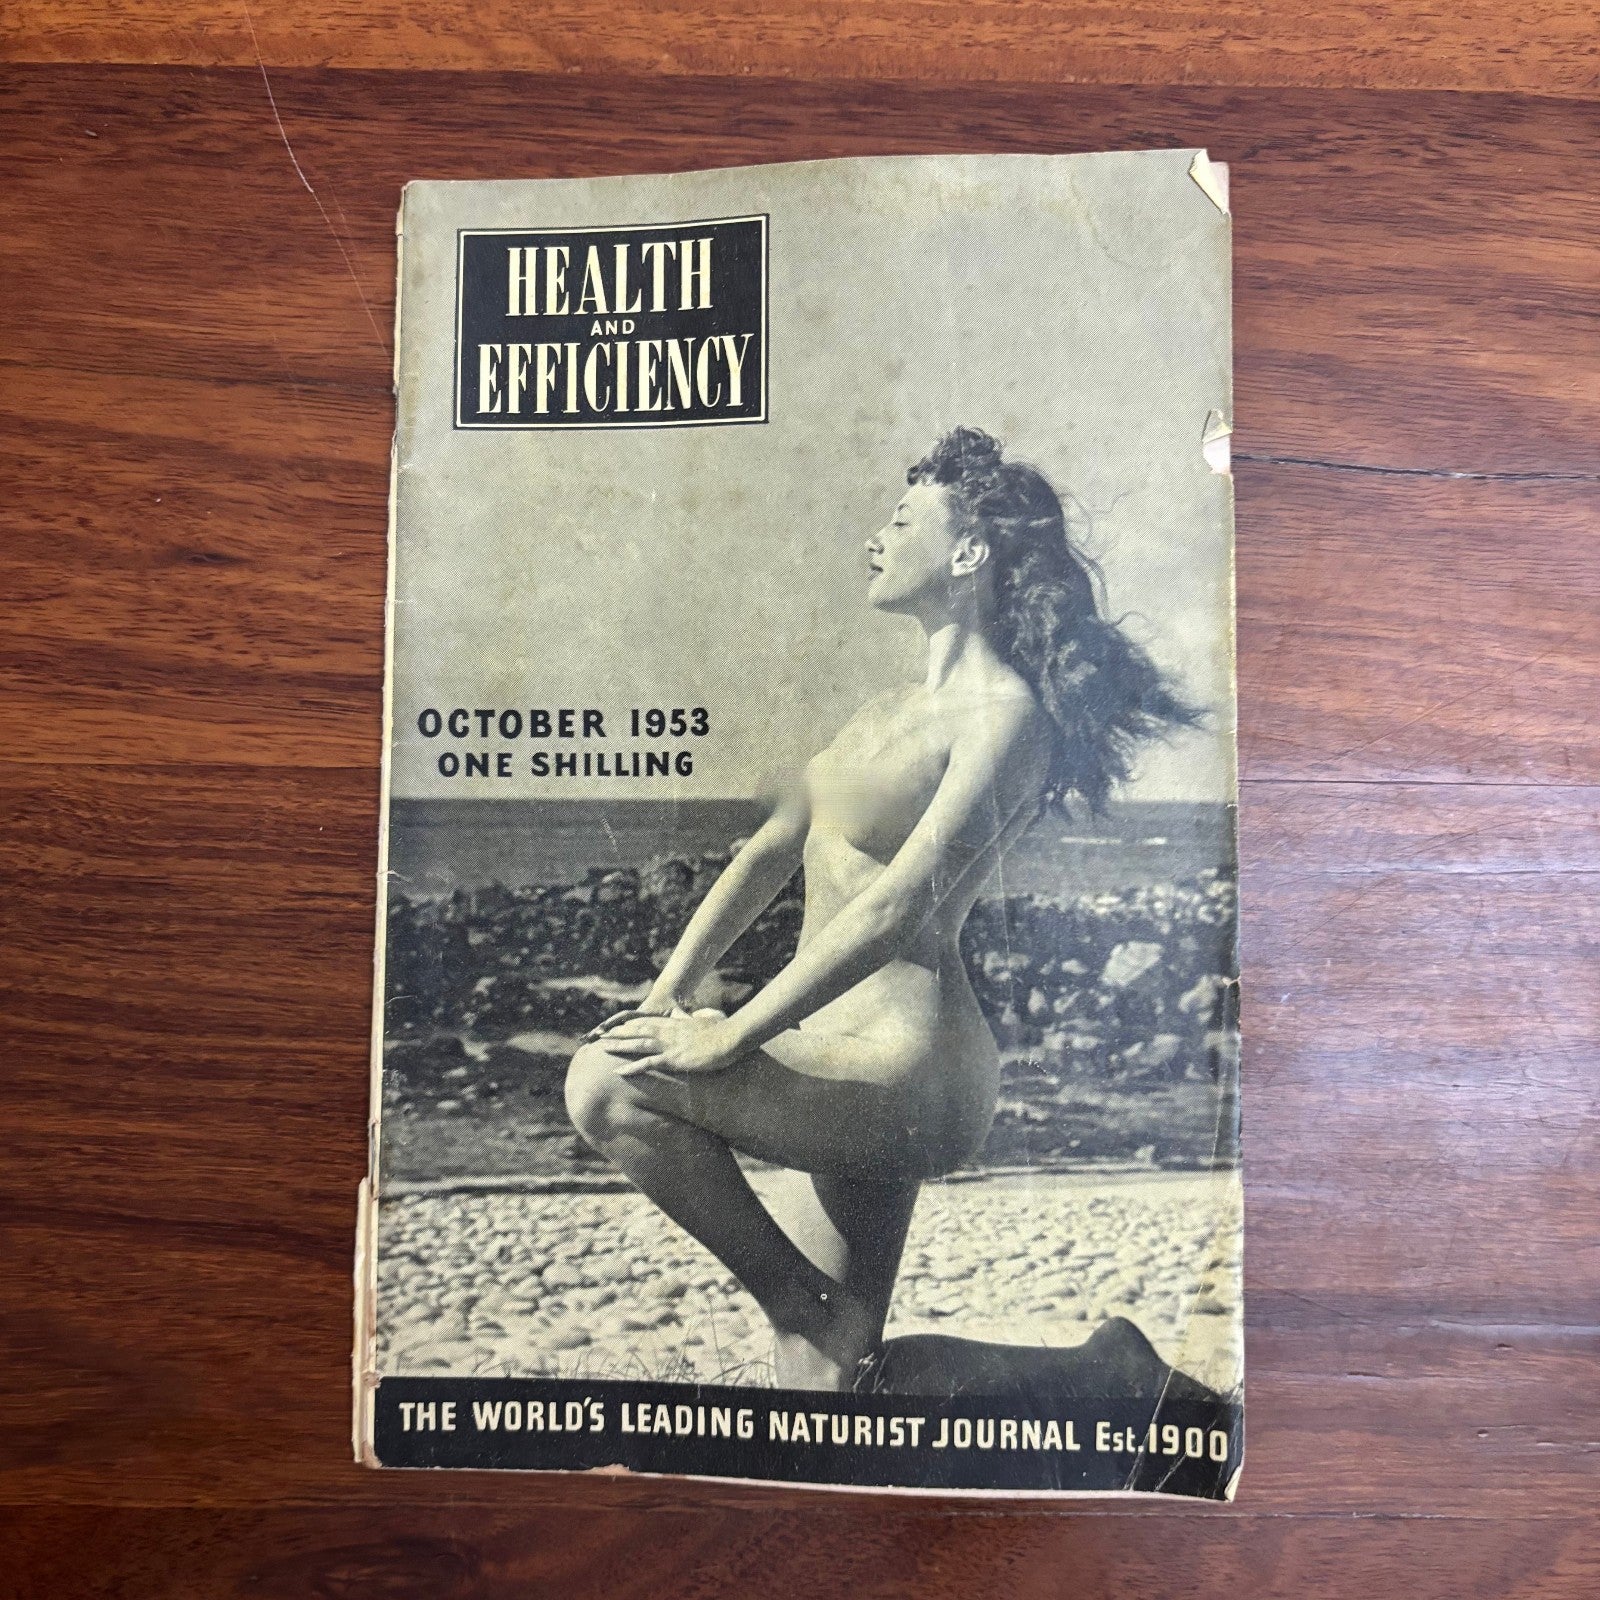 HEALTH
AND
EFFICIENCY
OCTOBER 1953
ONE SHILLING
THE WORLD'S LEADING NATURIST JOURNAL Est.1900